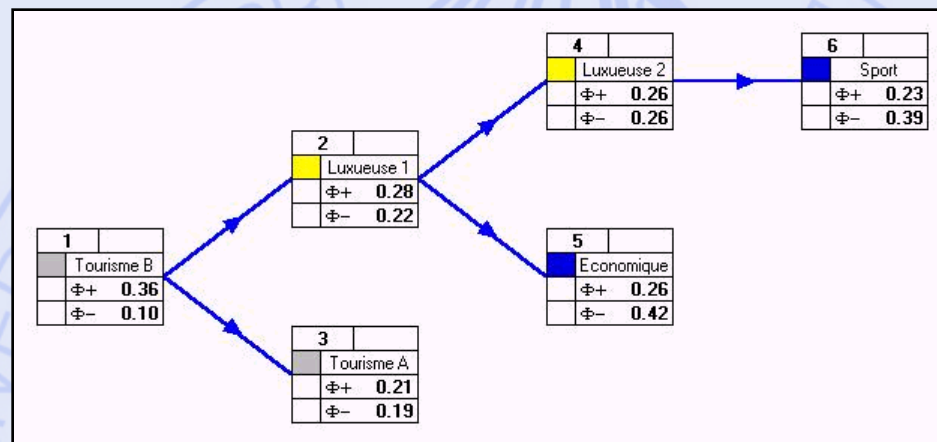 1
Tourisme B
Φ+ 0.36
Φ− 0.10
2
Luxueuse 1
Φ+ 0.28
Φ− 0.22
3
Tourisme A
Φ+ 0.21
Φ− 0.19
4
Luxueuse 2
Φ+ 0.26
Φ− 0.26
5
Economique
Φ+ 0.26
Φ− 0.42
6
Sport
Φ+ 0.23
Φ− 0.39